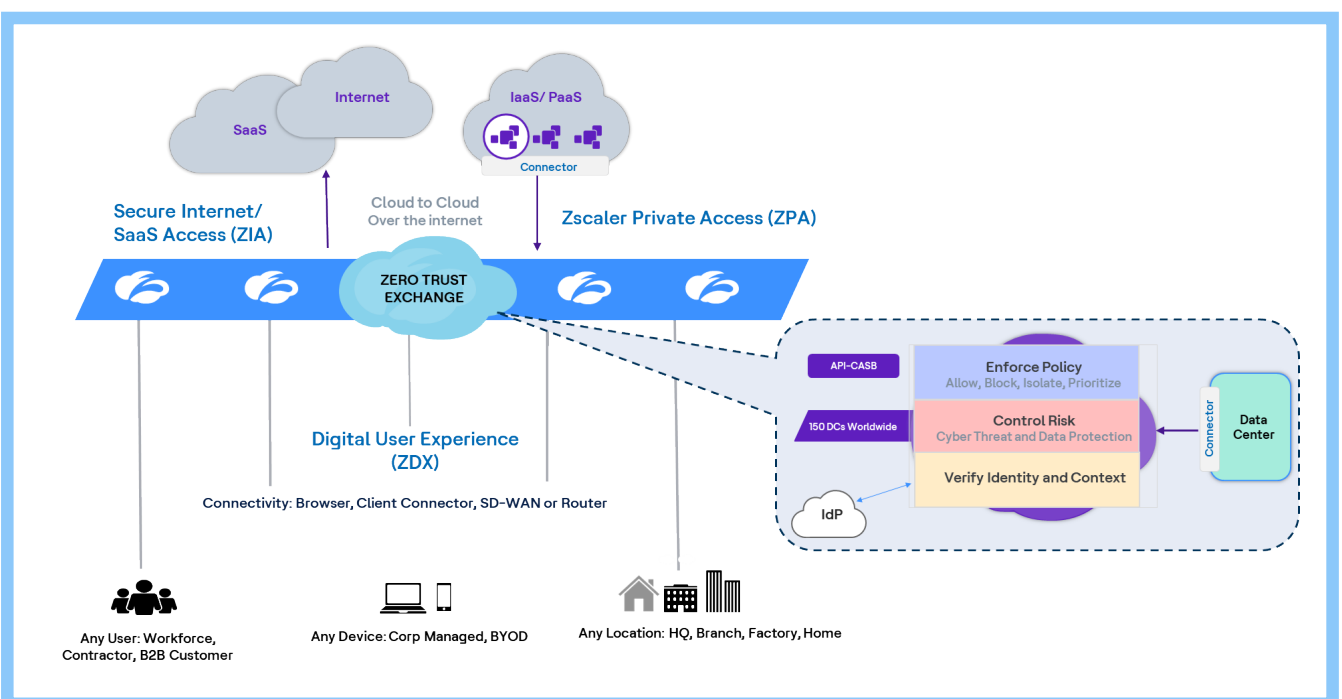 Internet
SaaS
IaaS/ PaaS
Connector
Secure Internet/
SaaS Access (ZIA)
Cloud to Cloud
Over the internet
Zscaler Private Access (ZPA)
ZERO TRUST
EXCHANGE
Digital User Experience
(ZDX)
Connectivity: Browser, Client Connector, SD-WAN or Router
API-CASB
150 DCs Worldwide
IdP
Enforce Policy
Allow, Block, Isolate, Prioritize
Control Risk
Cyber Threat and Data Protection
Verify Identity and Context
Connector
Data
Center
Any User: Workforce,
Contractor, B2B Customer
Any Device: Corp Managed, BYOD
Any Location: HQ, Branch, Factory, Home